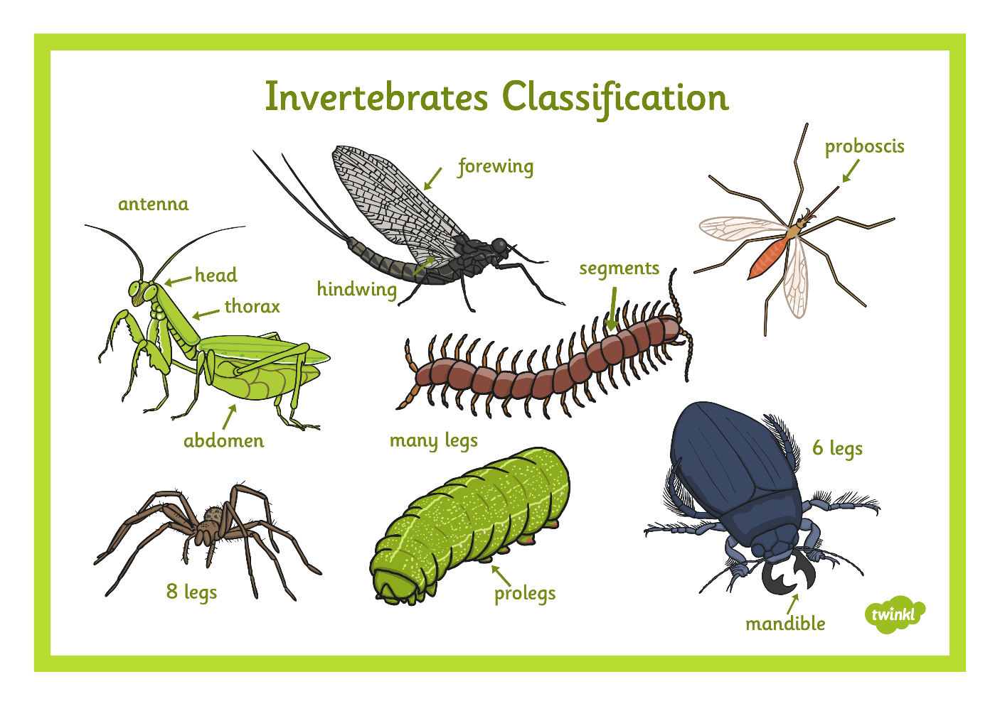 Invertebrates Classification
proboscis
forewing
antenna
segments
head
hindwing
thorax
abdomen
many legs
6 legs
8 legs
prolegs
mandible
twinkl